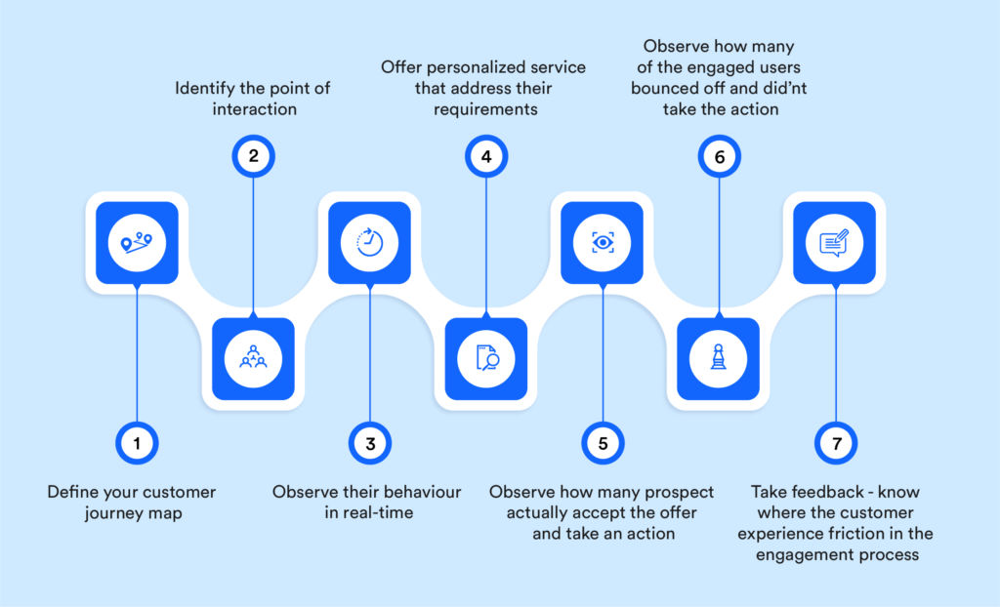 1
Define your customer
journey map
2
Identify the point of
interaction
3
Observe their behaviour
in real-time
4
Offer personalized service
that address their
requirements
5
Observe how many prospect
actually accept the offer
and take an action
6
Observe how many
of the engaged users
bounced off and did'nt
take the action
7
Take feedback - know
where the customer
experience friction in the
engagement process